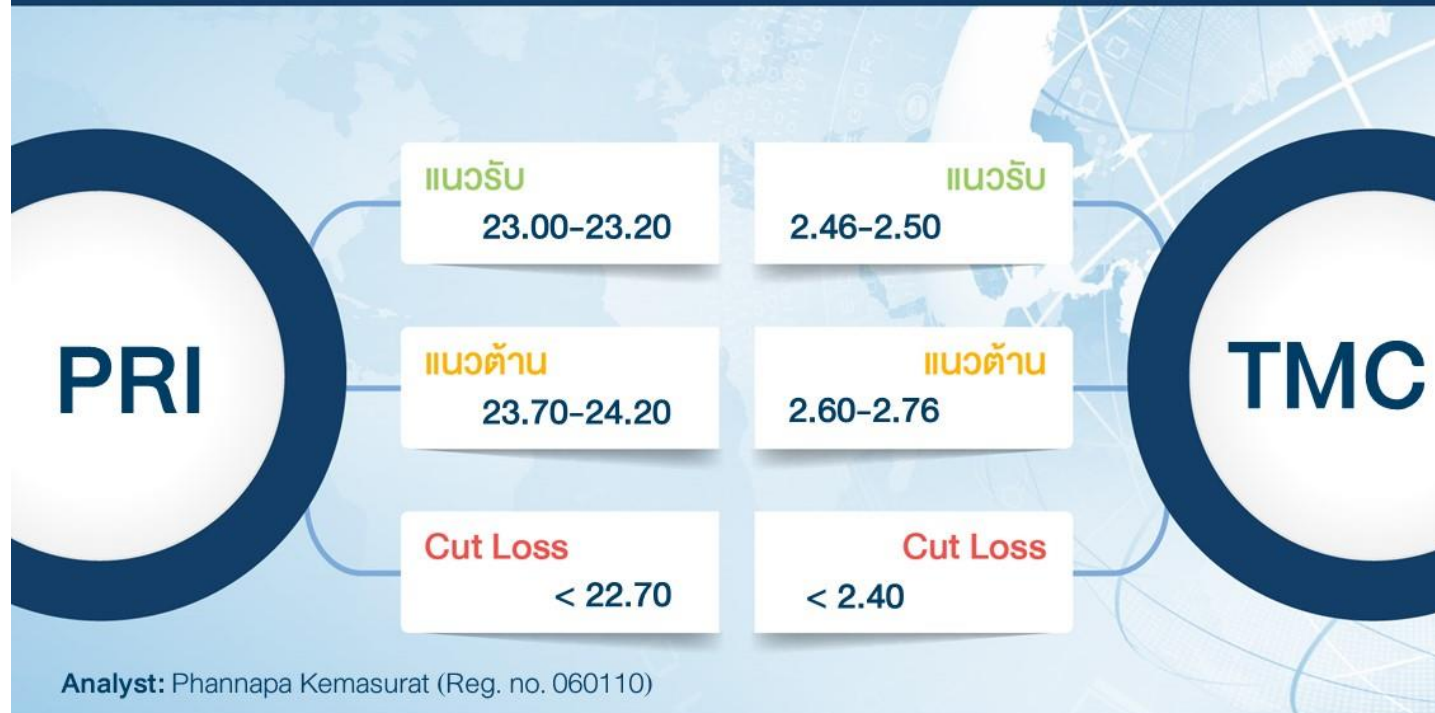 PRI
แนวรับ
23.00-23.20
แนวต้าน
23.70-24.20
Cut Loss
< 22.70
แนวรับ
2.46-2.50
แนวต้าน
2.60-2.76
Cut Loss
< 2.40
TMC
Analyst: Phannapa Kemasurat (Reg. no. 060110)